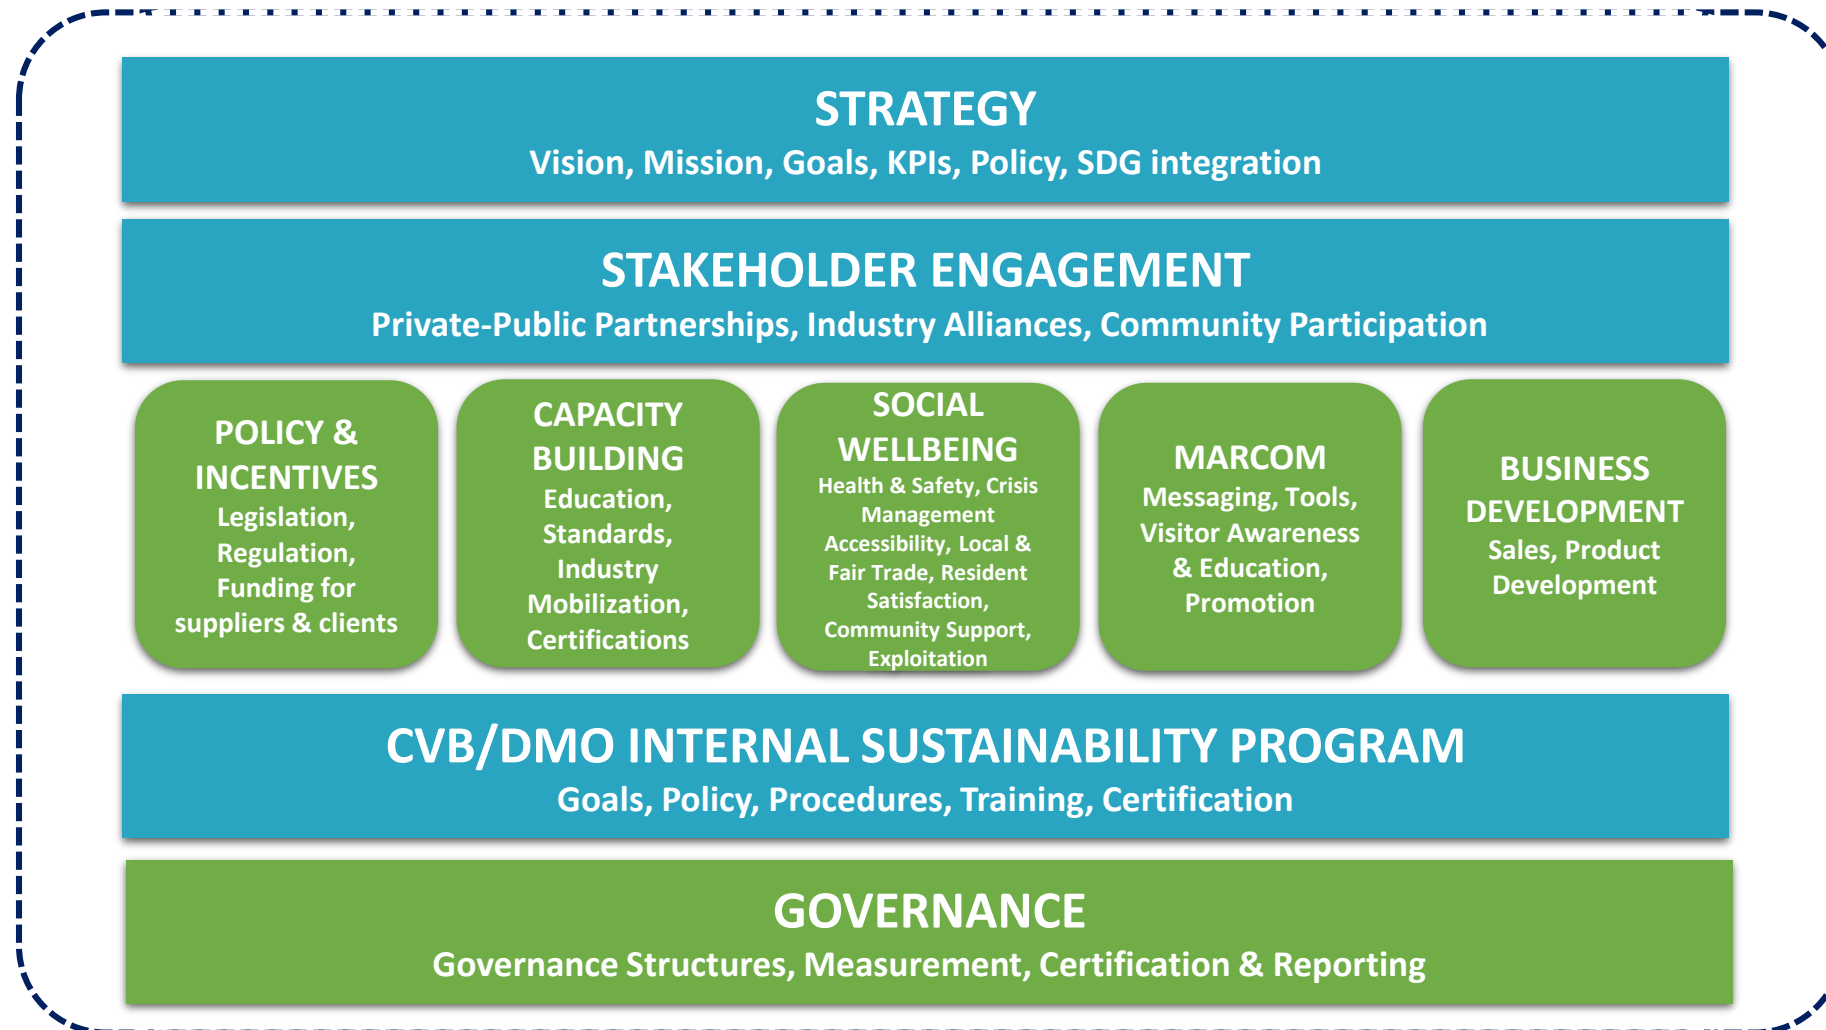 STRATEGY
Vision, Mission, Goals, KPIs, Policy, SDG integration
STAKEHOLDER ENGAGEMENT
Private-Public Partnerships, Industry Alliances, Community Participation
POLICY &
INCENTIVES
Legislation,
Regulation,
Funding for
suppliers & clients
CAPACITY
BUILDING
Education,
Standards,
Industry
Mobilization,
Certifications
SOCIAL
WELLBEING
Health & Safety, Crisis
Management
Accessibility, Local &
Fair Trade, Resident
Satisfaction,
Community Support,
Exploitation
MARCOM
Messaging, Tools,
Visitor Awareness
& Education,
Promotion
BUSINESS
DEVELOPMENT
Sales, Product
Development
CVB/DMO INTERNAL SUSTAINABILITY PROGRAM
Goals, Policy, Procedures, Training, Certification
GOVERNANCE
Governance Structures, Measurement, Certification & Reporting